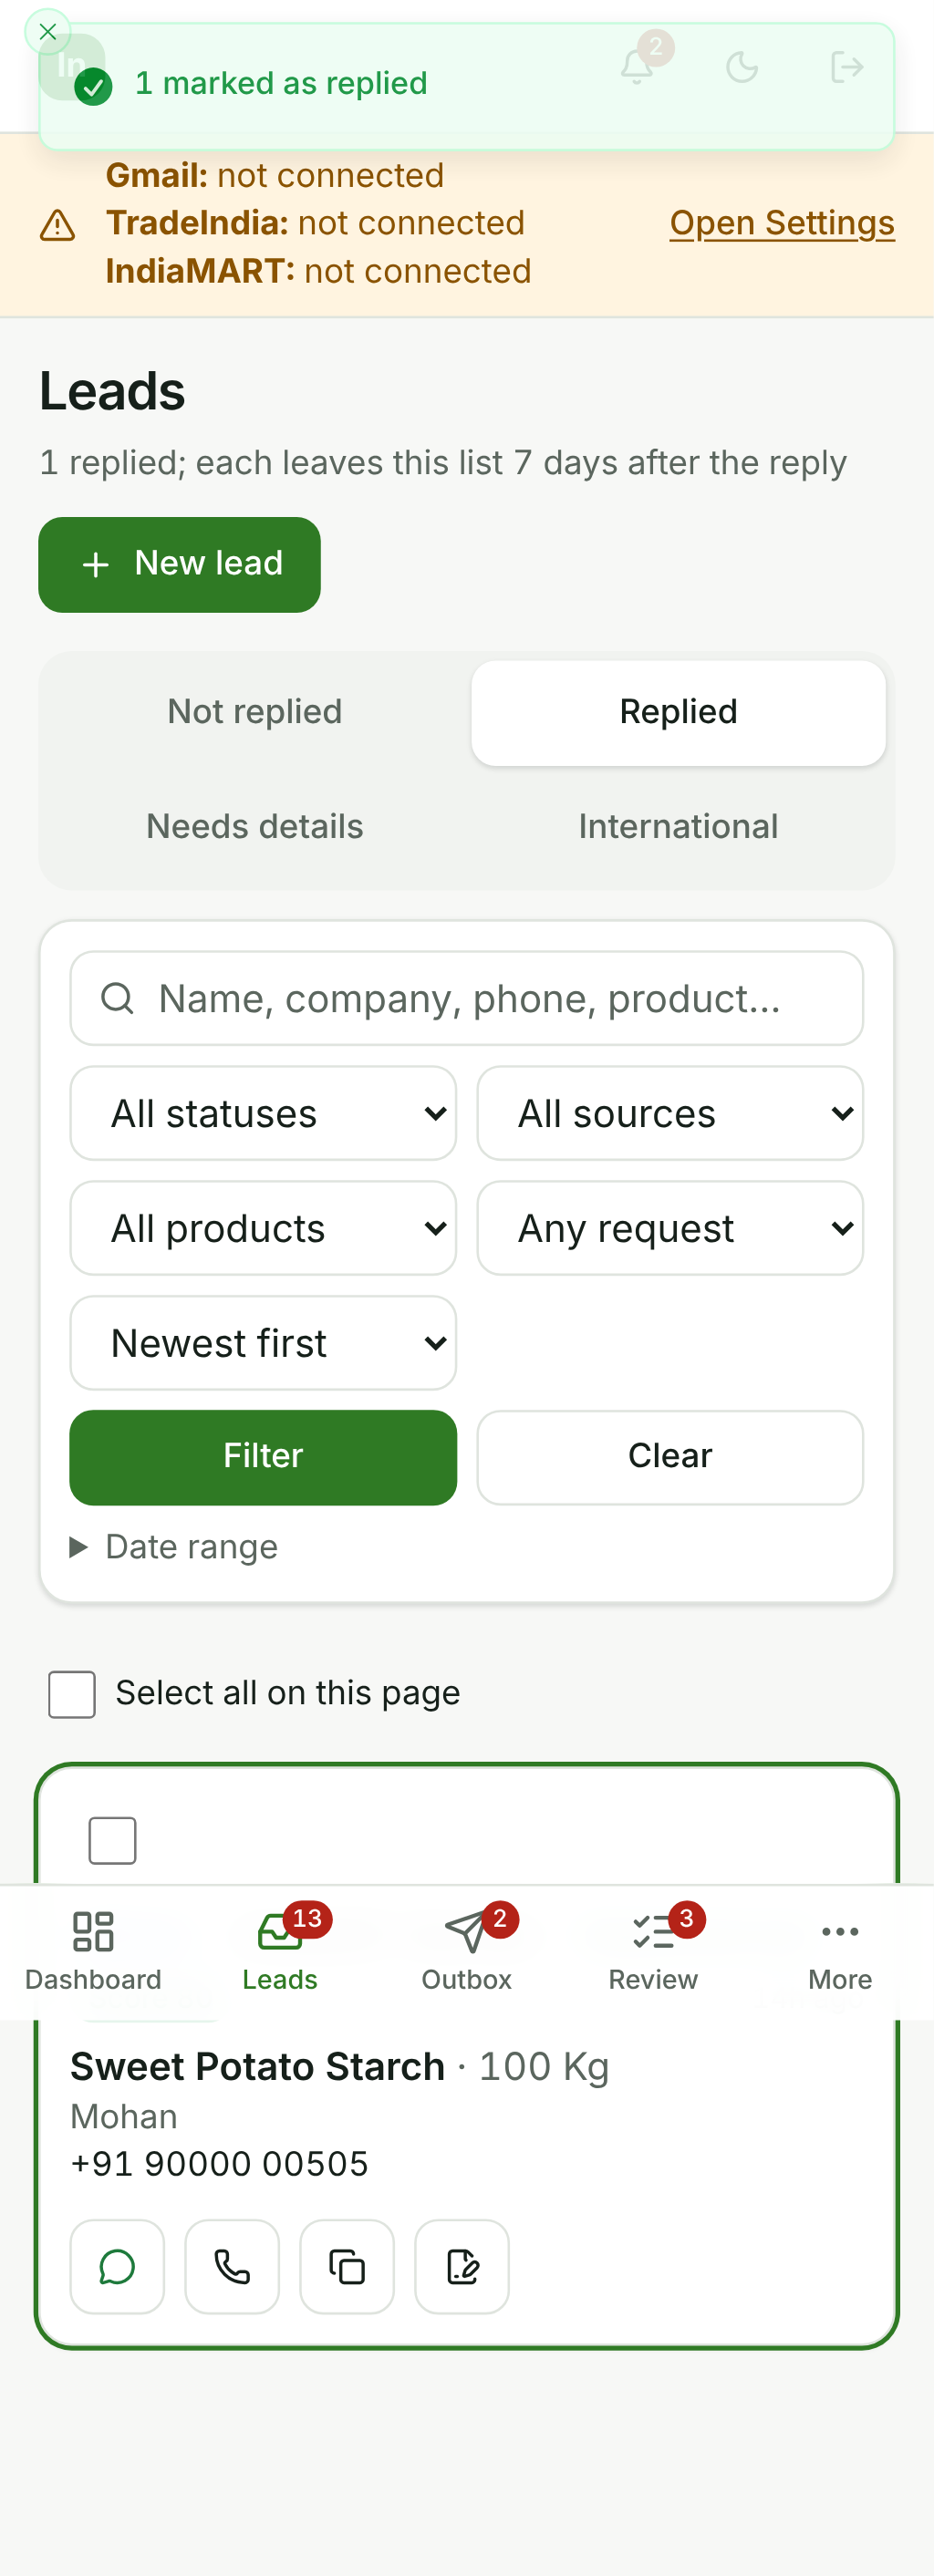 In
2
1 marked as replied
Gmail: not connected
TradeIndia: not connected
IndiaMART: not connected
Open Settings
Leads
1 replied; each leaves this list 7 days after the reply
+ New lead
Not replied
Replied
Needs details
International
Name, company, phone, product...
All statuses
All sources
All products
Any request
Newest first
Filter
Clear
Date range
Select all on this page
13
2
3
Dashboard
Leads
Outbox
Review
More
Sweet Potato Starch · 100 Kg
Mohan
+91 90000 00505